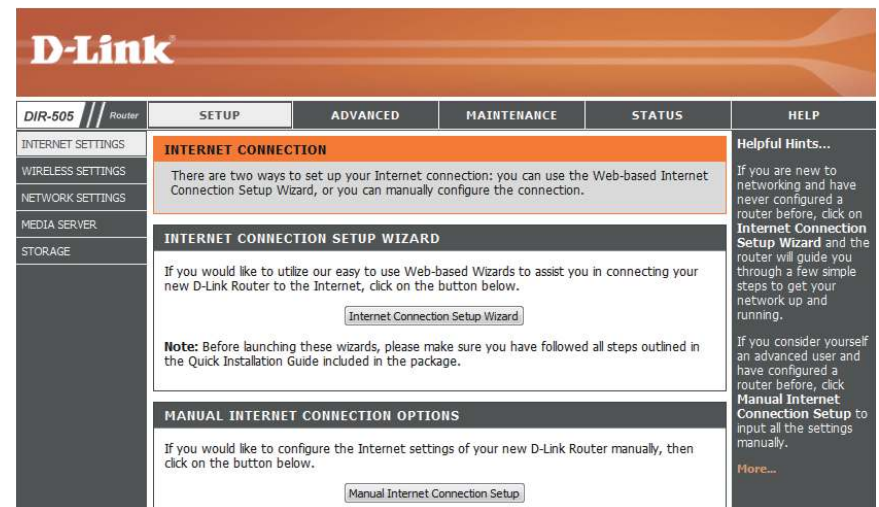 D-Link
DIR-505 // Router
SETUP
ADVANCED
MAINTENANCE
STATUS
HELP
INTERNET SETTINGS
WIRELESS SETTINGS
NETWORK SETTINGS
MEDIA SERVER
STORAGE
INTERNET CONNECTION
There are two ways to set up your Internet connection: you can use the Web-based Internet
Connection Setup Wizard, or you can manually configure the connection.
INTERNET CONNECTION SETUP WIZARD
If you would like to utilize our easy to use Web-based Wizards to assist you in connecting your
new D-Link Router to the Internet, click on the button below.
Internet Connection Setup Wizard
Note: Before launching these wizards, please make sure you have followed all steps outlined in
the Quick Installation Guide included in the package.
MANUAL INTERNET CONNECTION OPTIONS
If you would like to configure the Internet settings of your new D-Link Router manually, then
click on the button below.
Manual Internet Connection Setup
Helpful Hints...
If you are new to
networking and have
never configured a
router before, click on
Internet Connection
Setup Wizard and the
router will guide you
through a few simple
steps to get your
network up and
running.
If you consider yourself
an advanced user and
have configured a
router before, click
Manual Internet
Connection Setup to
input all the settings
manually.
More...